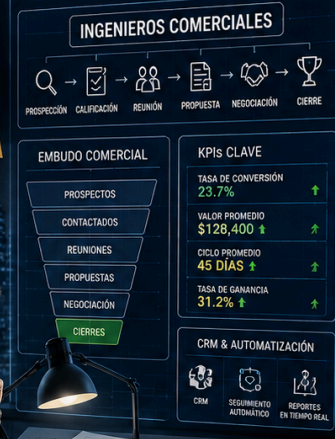 INGENIEROS COMERCIALES
PROSPECCIÓN
CALIFICACIÓN
REUNIÓN
PROPUESTA
NEGOCIACIÓN
CIERRE
EMBUDO COMERCIAL
PROSPECTOS
CONTACTADOS
REUNIONES
PROPUESTAS
NEGOCIACIÓN
CIERRES
KPIs CLAVE
TASA DE CONVERSIÓN
23.7%
VALOR PROMEDIO
$128,400
CICLO PROMEDIO
45 DÍAS
TASA DE GANANCIA
31.2%
CRM & AUTOMATIZACIÓN
CRM
SEGUIMIENTO
AUTOMÁTICO
REPORTES
EN TIEMPO REAL